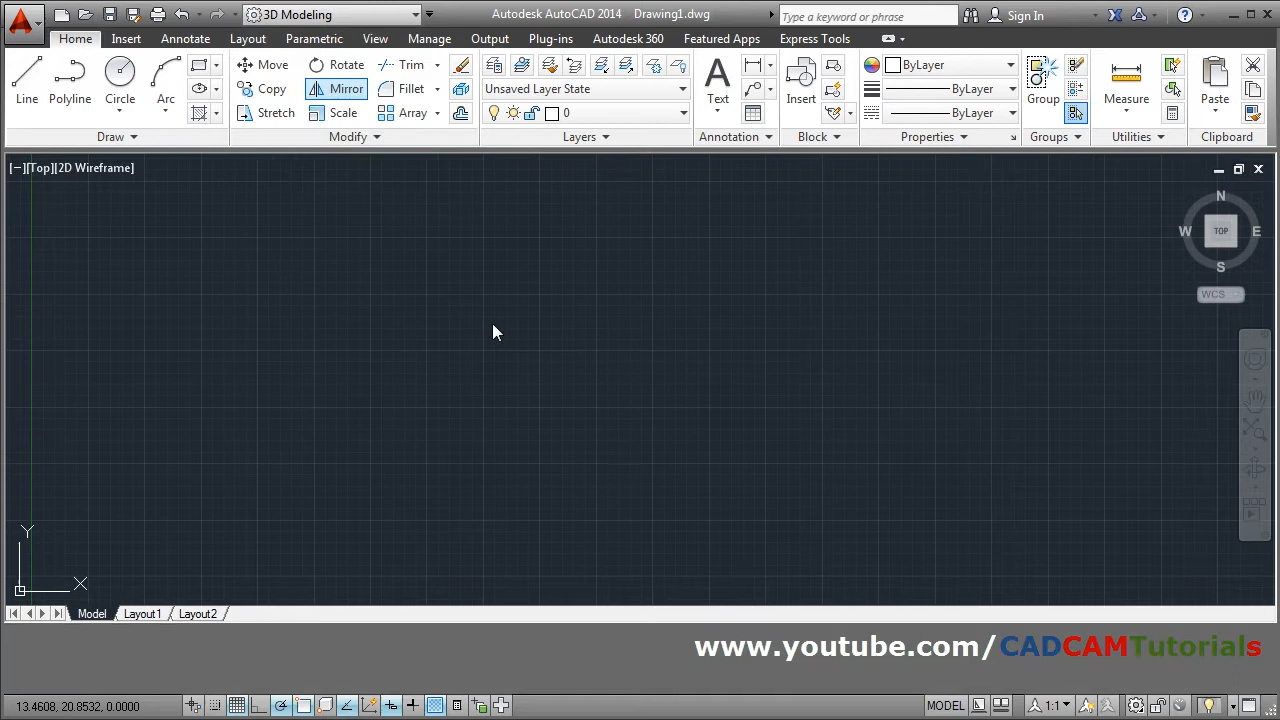 3D Modeling
Autodesk AutoCAD 2014 Drawing1.dwg
Type a keyword or phrase
Sign In
Home Insert Annotate Layout Parametric View Manage Output Plug-ins Autodesk 360 Featured Apps Express Tools
Line Polyline Circle Arc
Move Rotate Trim
Copy Mirror Fillet
Stretch Scale Array
Unsaved Layer State
0
Text
Insert
ByLayer
ByLayer
ByLayer
Group
Measure
Paste
Draw Modify Layers Annotation Block Properties Groups Utilities Clipboard
[−][Top][2D Wireframe]
N
W TOP E
S
WCS
Y
X
Model Layout1 Layout2
www.youtube.com/CADCAMTutorials
13.4608, 20.8532, 0.0000
MODEL
1:1